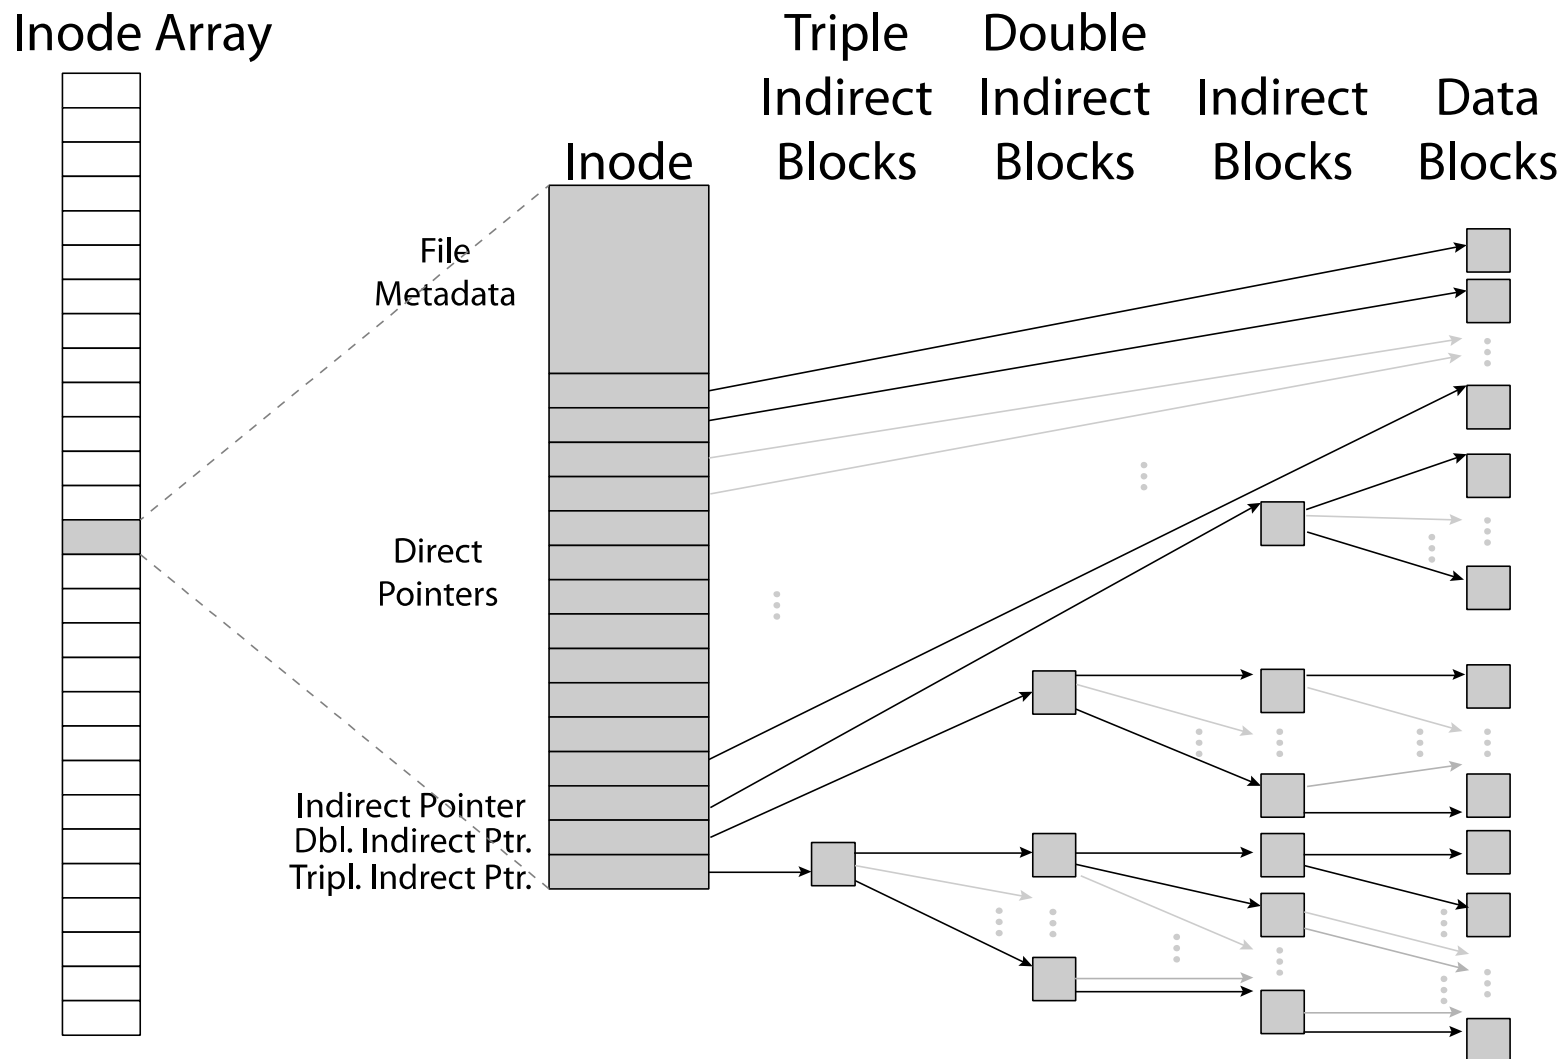 Inode Array
Triple
Indirect
Blocks
Double
Indirect
Blocks
Indirect
Blocks
Data
Blocks
Inode
File
Metadata
Direct
Pointers
Indirect Pointer
Dbl. Indirect Ptr.
Tripl. Indrect Ptr.